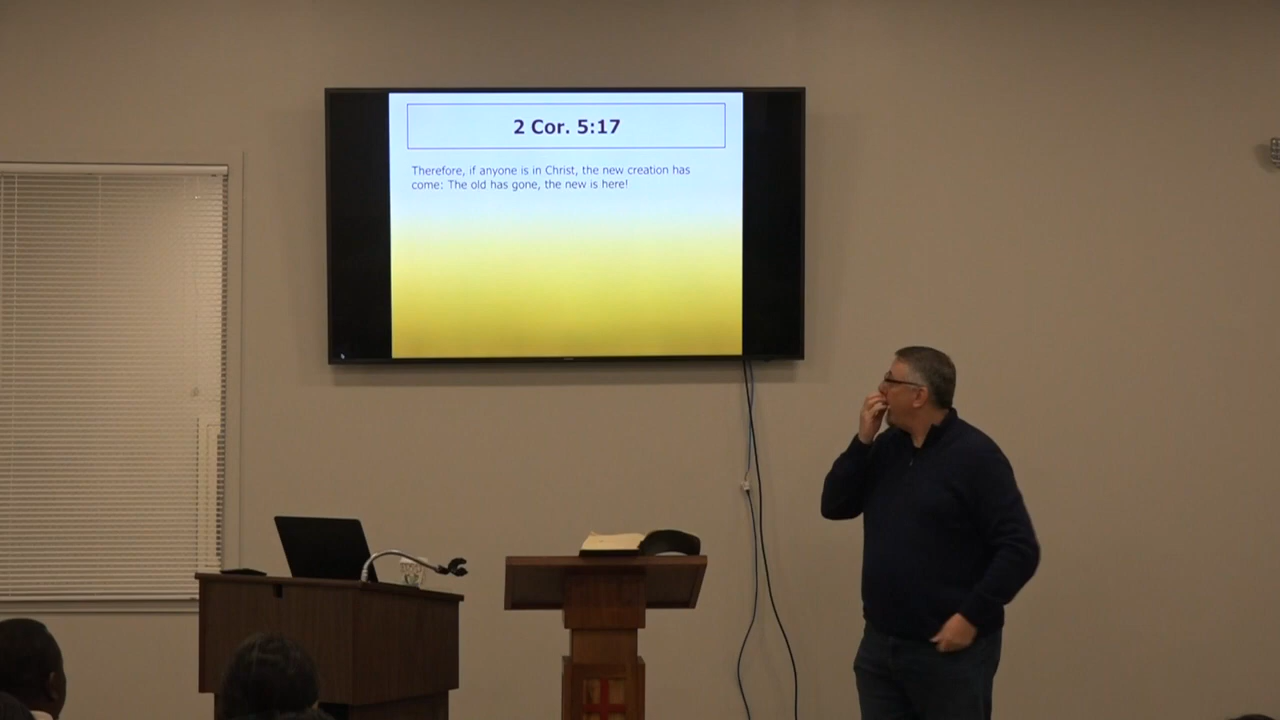 2 Cor. 5:17
Therefore, if anyone is in Christ, the new creation has
come: The old has gone, the new is here!